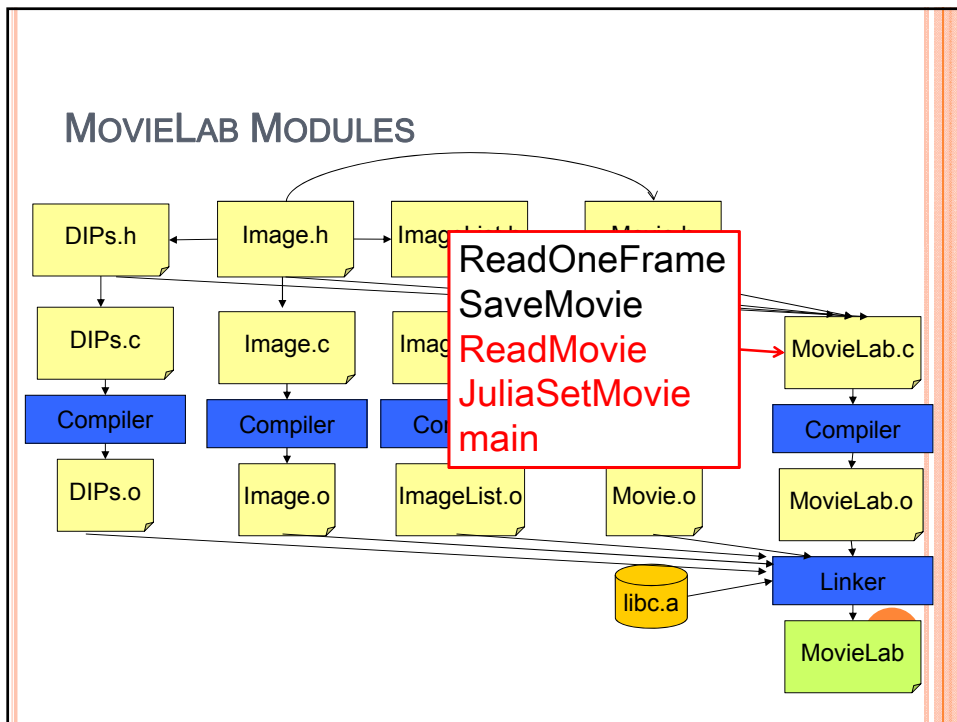 MOVIELAB MODULES
DIPs.h
Image.h
ReadOneFrame
SaveMovie
ReadMovie
JuliaSetMovie
main
DIPs.c
Image.c
MovieLab.c
Compiler
Compiler
Compiler
DIPs.o
Image.o
ImageList.o
Movie.o
MovieLab.o
Linker
libc.a
MovieLab